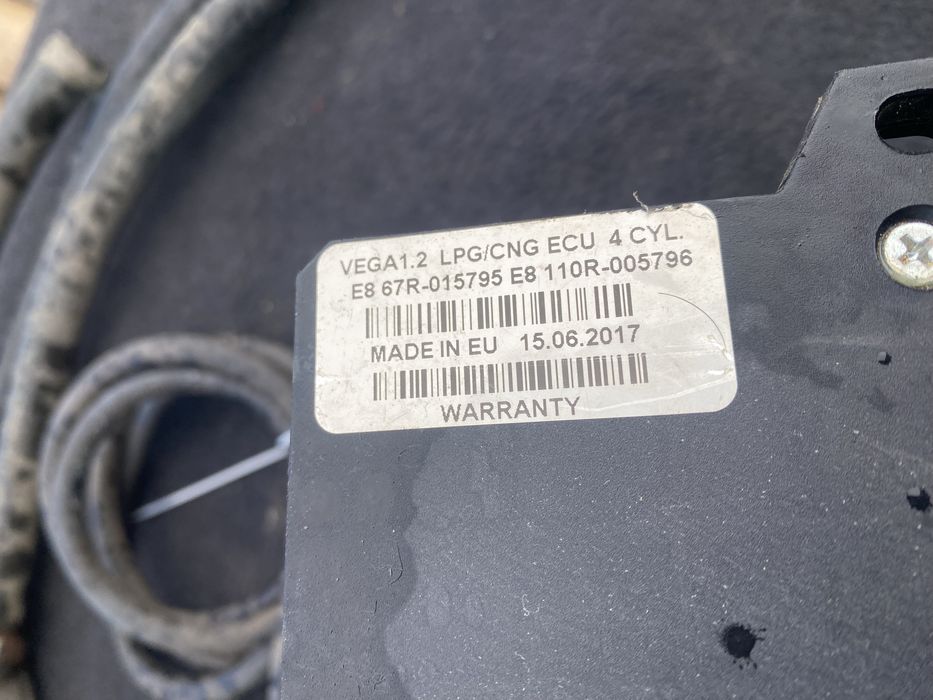 VEGA1.2 LPG/CNG ECU 4 CYL.
E8 67R-015795 E8 110R-005796
MADE IN EU 15.06.2017
WARRANTY